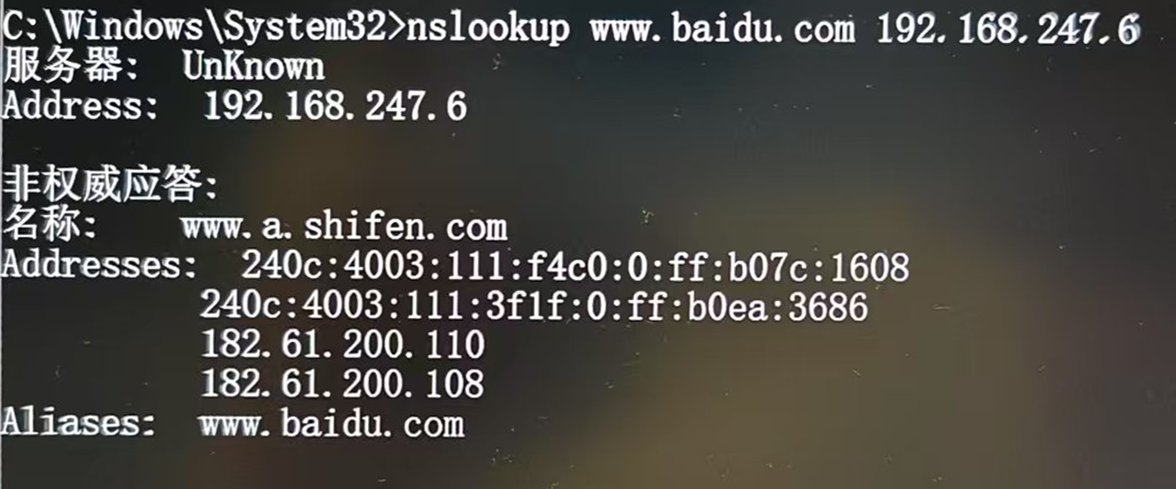 C:\Windows\System32>nslookup www.baidu.com 192.168.247.6
服务器:  UnKnown
Address:  192.168.247.6
非权威应答:
名称:    www.a.shifen.com
Addresses:  240c:4003:111:f4c0:0:ff:b07c:1608
240c:4003:111:3f1f:0:ff:b0ea:3686
182.61.200.110
182.61.200.108
Aliases:  www.baidu.com